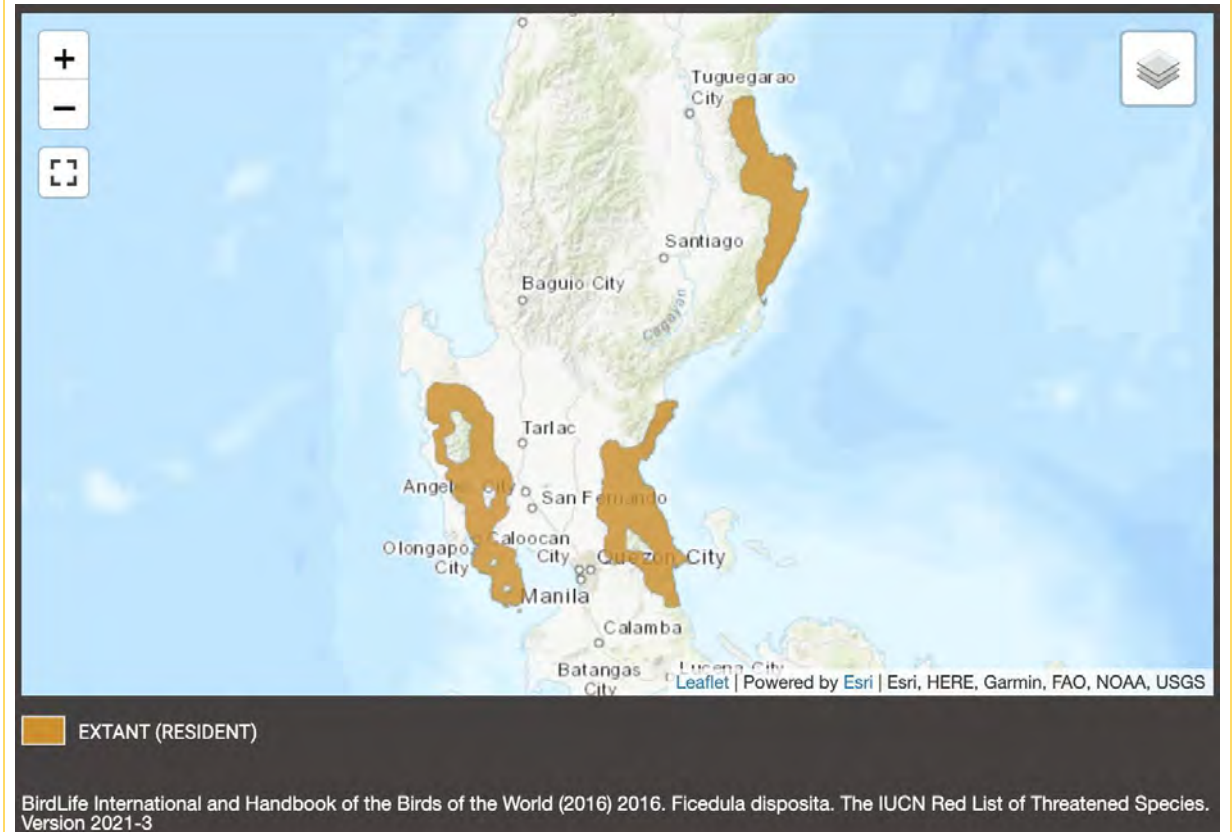 +
−
Tuguegarao
City
Santiago
Baguio City
Cagayan
Tarlac
Angeles City
San Fernando
Olongapo
City
Caloocan
City
Quezon City
Manila
Calamba
Batangas
City
Lucena City
Leaflet | Powered by Esri | Esri, HERE, Garmin, FAO, NOAA, USGS
EXTANT (RESIDENT)
BirdLife International and Handbook of the Birds of the World (2016) 2016. Ficedula disposita. The IUCN Red List of Threatened Species.
Version 2021-3